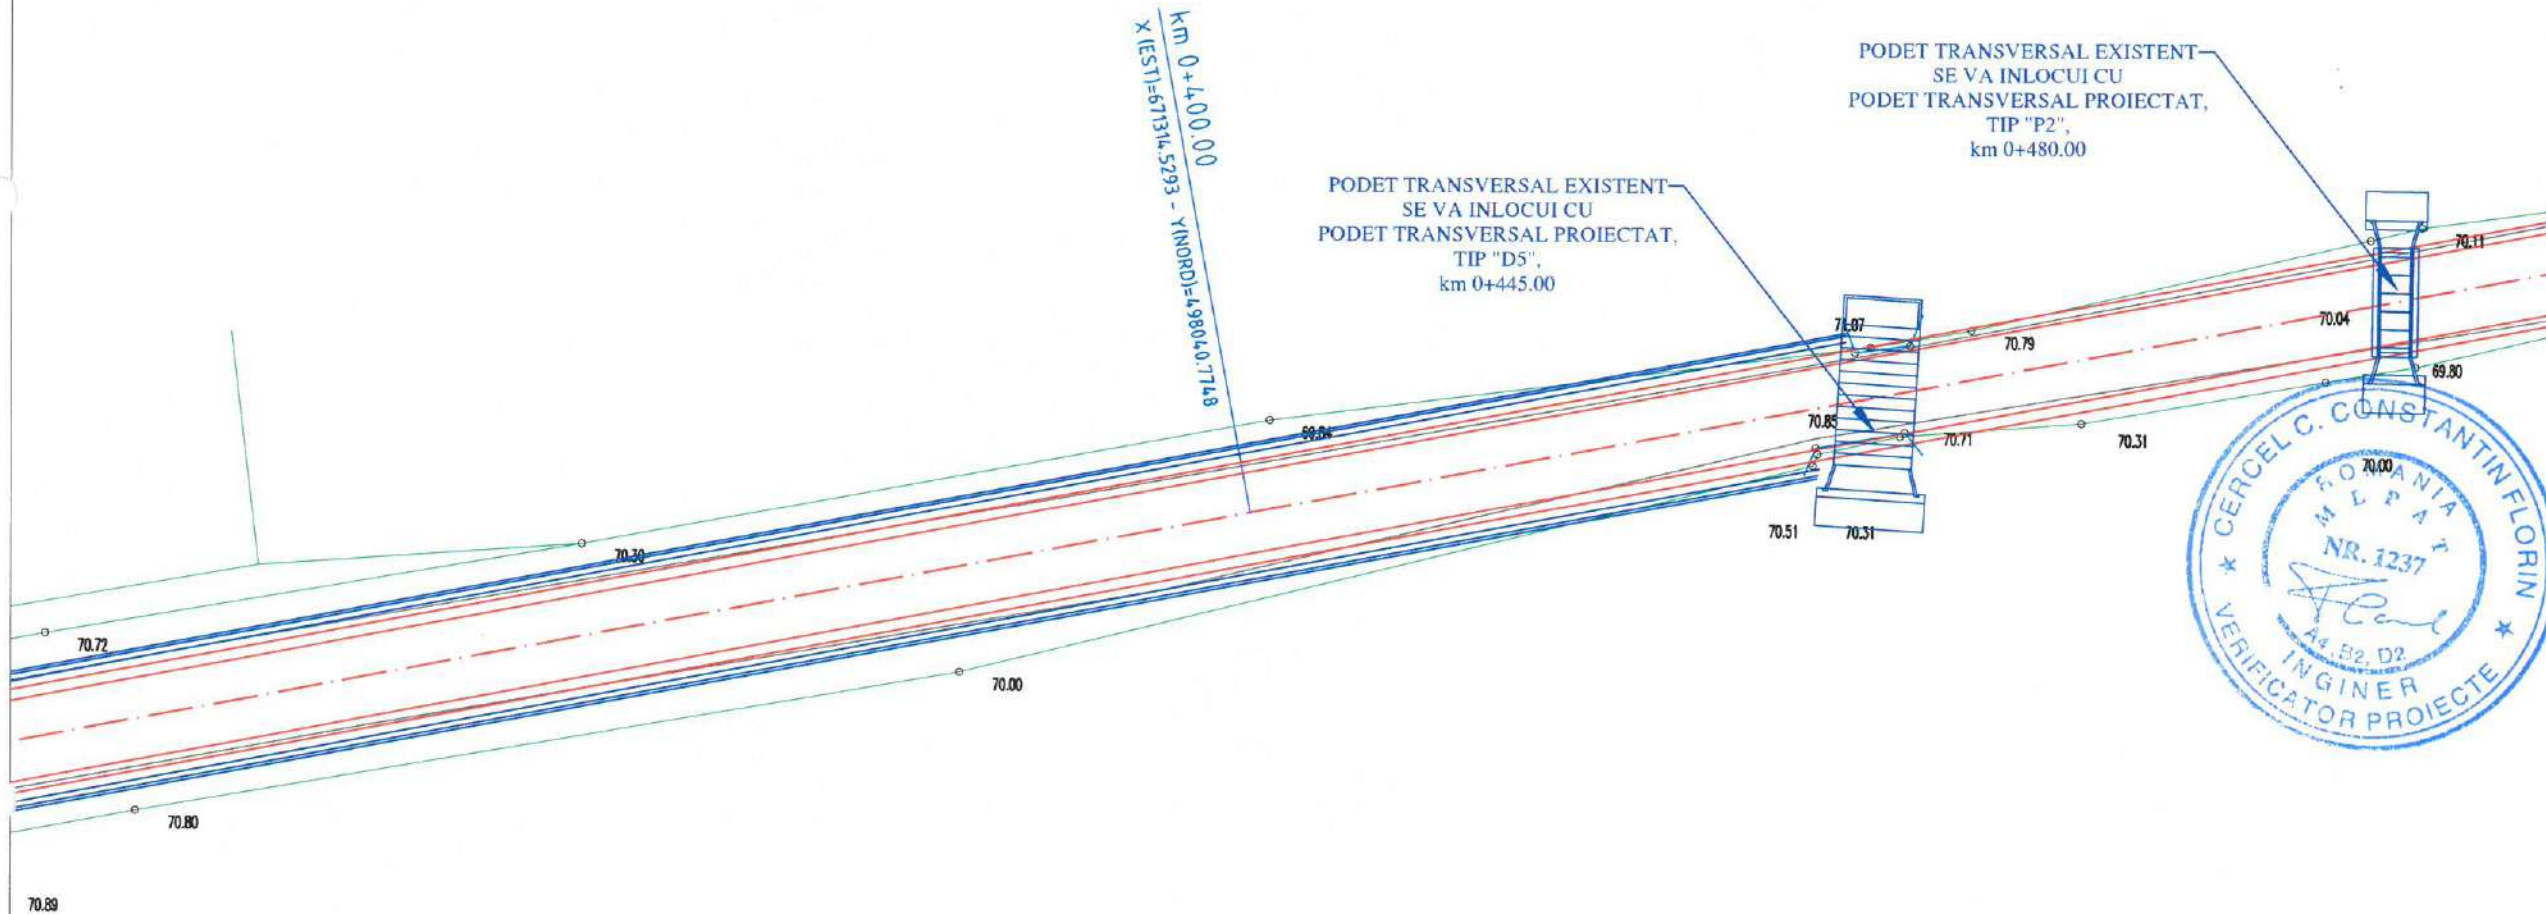 km 0+400.00
X (EST)=671314.5293 - Y(NORD)=498040.7748
PODET TRANSVERSAL EXISTENT
SE VA INLOCUI CU
PODET TRANSVERSAL PROIECTAT,
TIP "D5",
km 0+445.00
PODET TRANSVERSAL EXISTENT
SE VA INLOCUI CU
PODET TRANSVERSAL PROIECTAT,
TIP "P2",
km 0+480.00
70.11
70.04
71.07
70.79
69.80
70.85
70.71
70.31
70.00
70.51
70.31
70.30
70.72
70.00
70.80
70.89
CERCEL C. CONSTANTIN FLORIN
VERIFICATOR PROIECTE
ROMANIA
MLPAT
NR. 1237
A4, B2, D2
INGINER